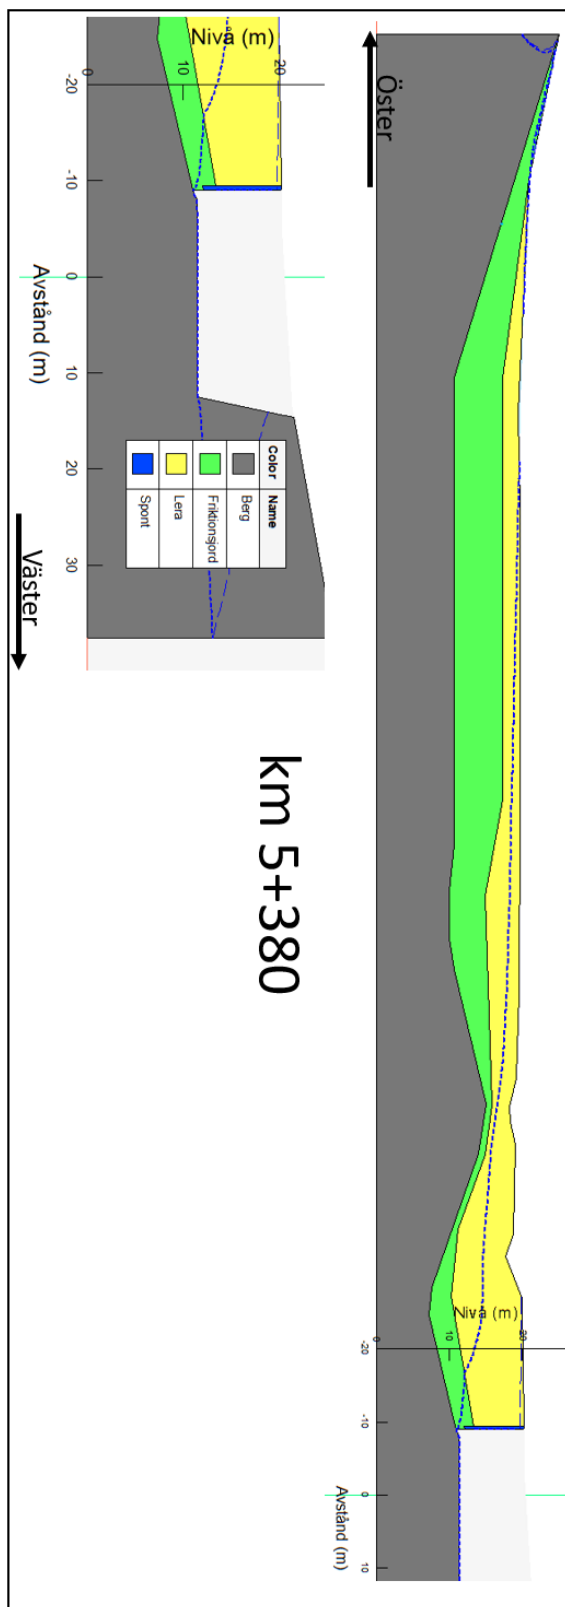 Öster
Nivå (m)
0
10
20
-20
-10
0
10
20
30
Avstånd (m)
Color Name
Berg
Friktionsjord
Lera
Spont
Väster
km 5+380
Nivå (m)
0
10
20
-20
-10
0
10
Avstånd (m)